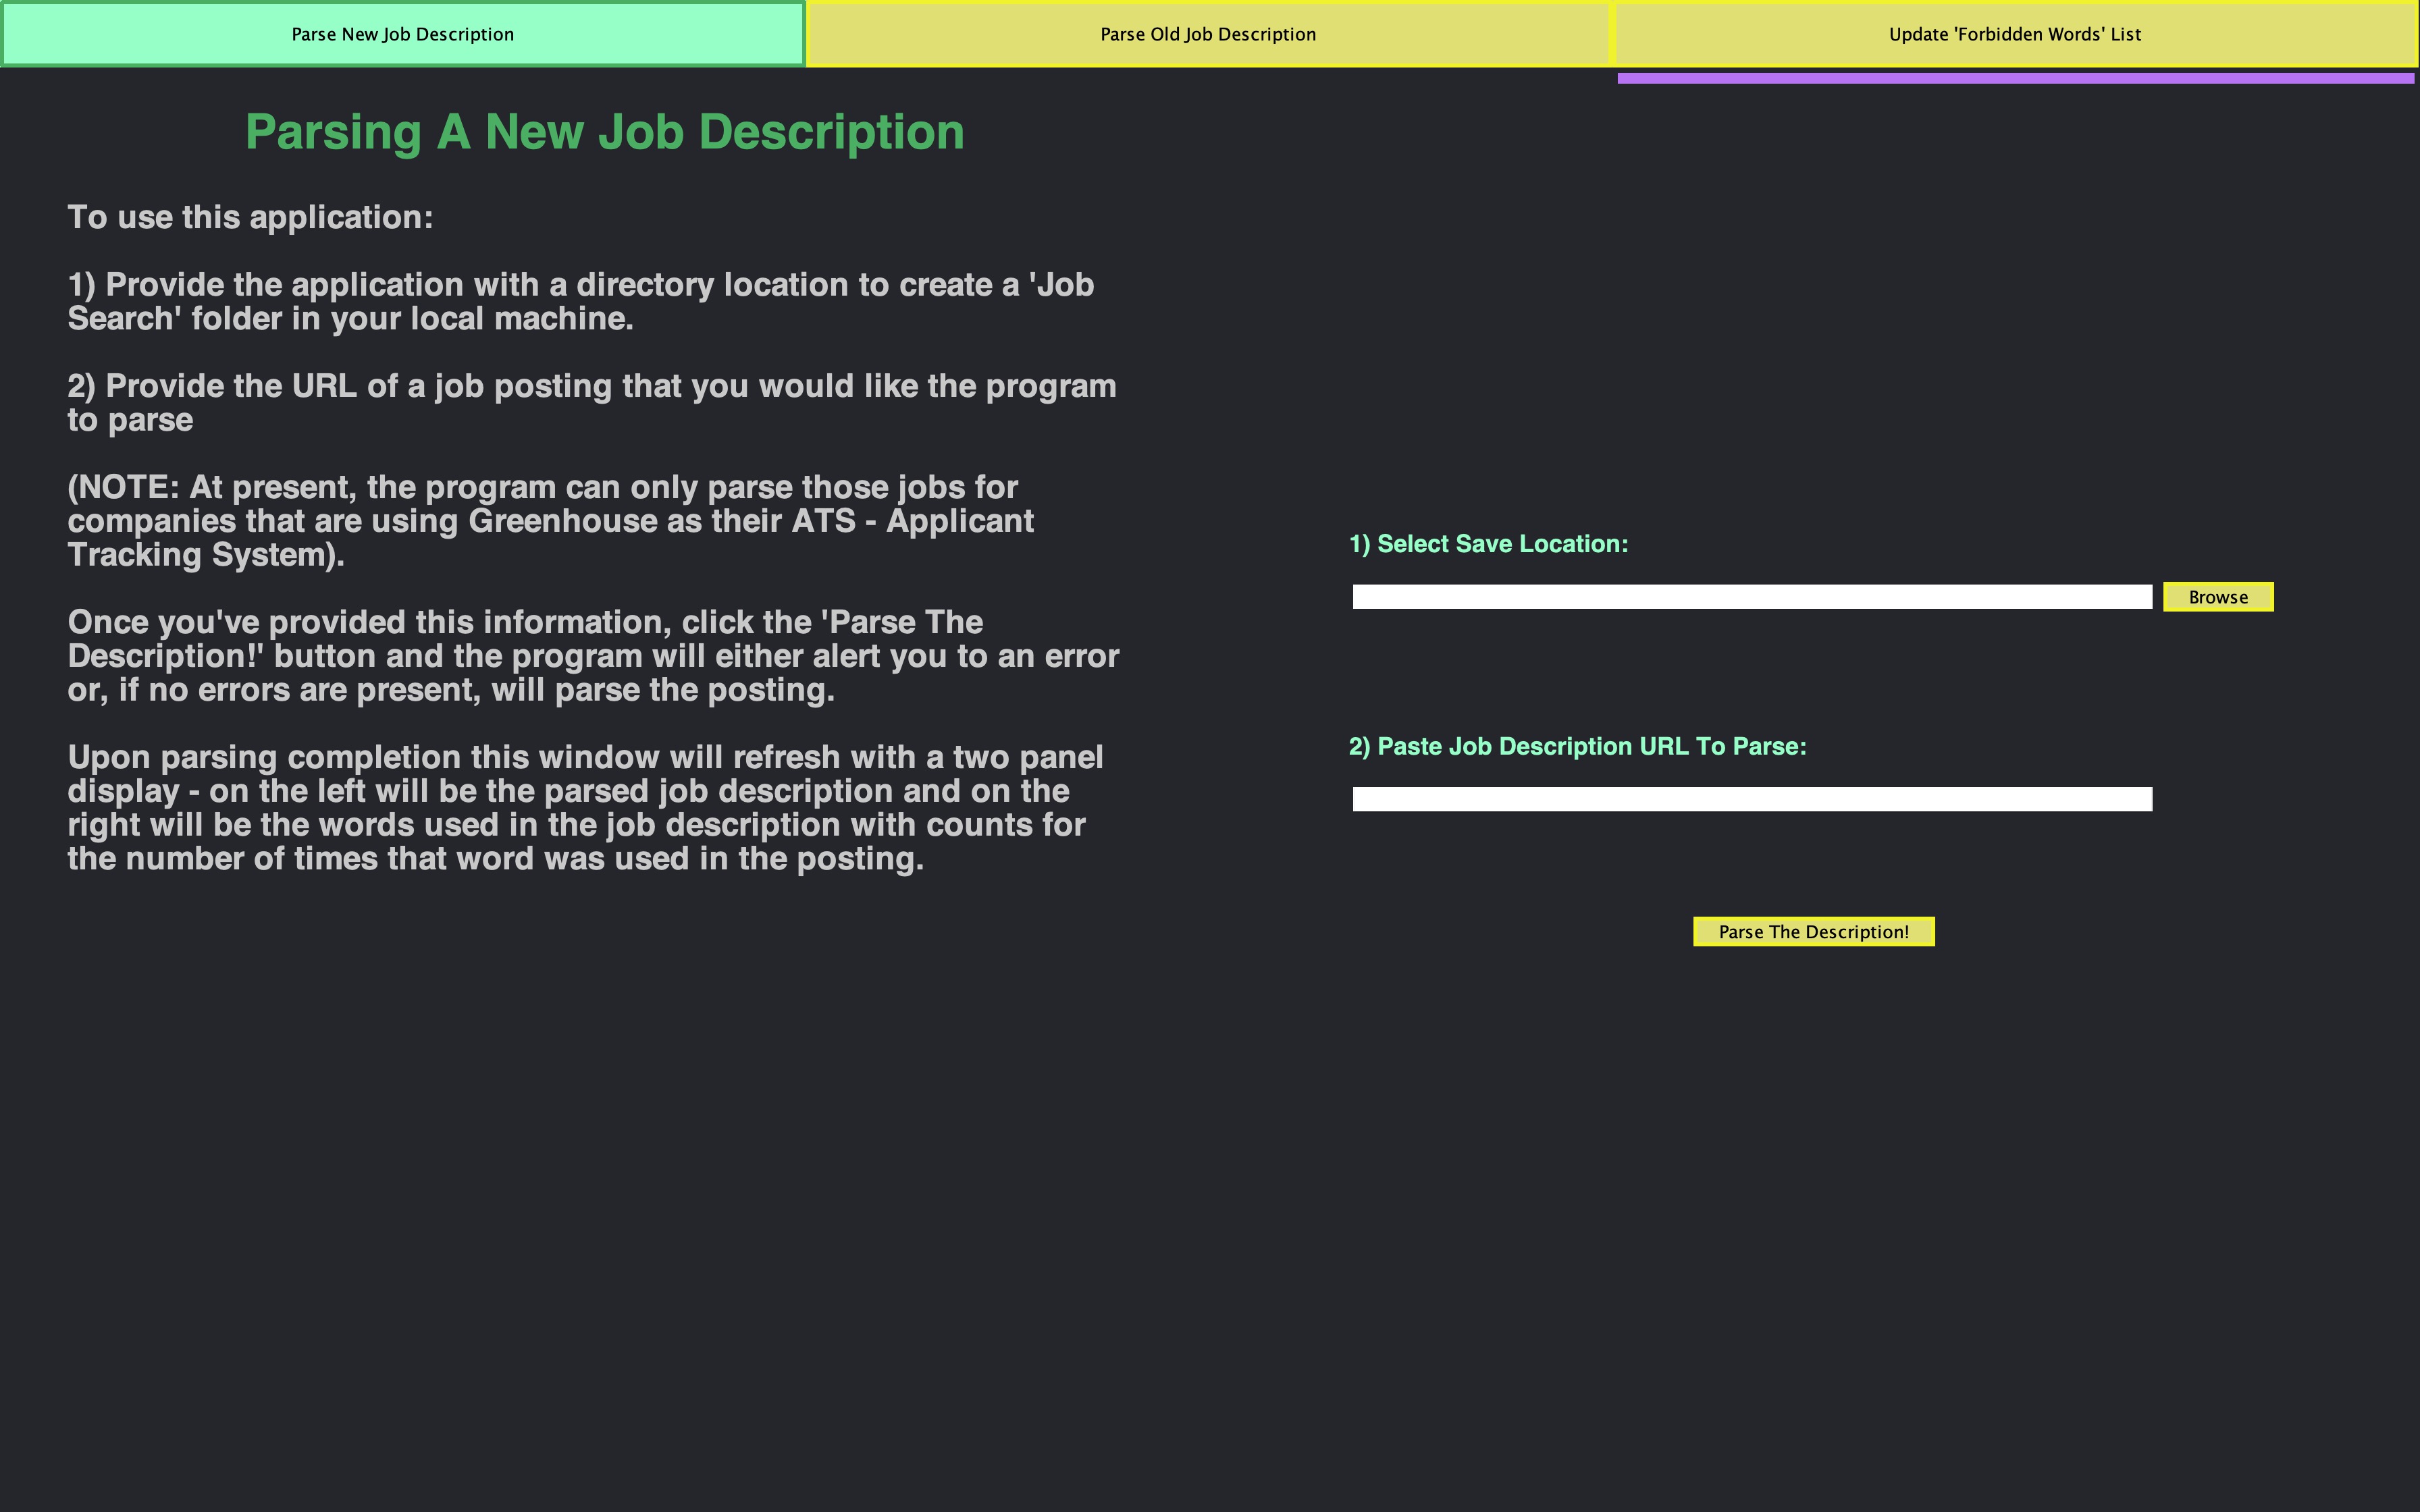 Parse New Job Description
Parse Old Job Description
Update 'Forbidden Words' List
Parsing A New Job Description
To use this application:
1) Provide the application with a directory location to create a 'Job
Search' folder in your local machine.
2) Provide the URL of a job posting that you would like the program
to parse
(NOTE: At present, the program can only parse those jobs for
companies that are using Greenhouse as their ATS - Applicant
Tracking System).
Once you've provided this information, click the 'Parse The
Description!' button and the program will either alert you to an error
or, if no errors are present, will parse the posting.
Upon parsing completion this window will refresh with a two panel
display - on the left will be the parsed job description and on the
right will be the words used in the job description with counts for
the number of times that word was used in the posting.
1) Select Save Location:
Browse
2) Paste Job Description URL To Parse:
Parse The Description!